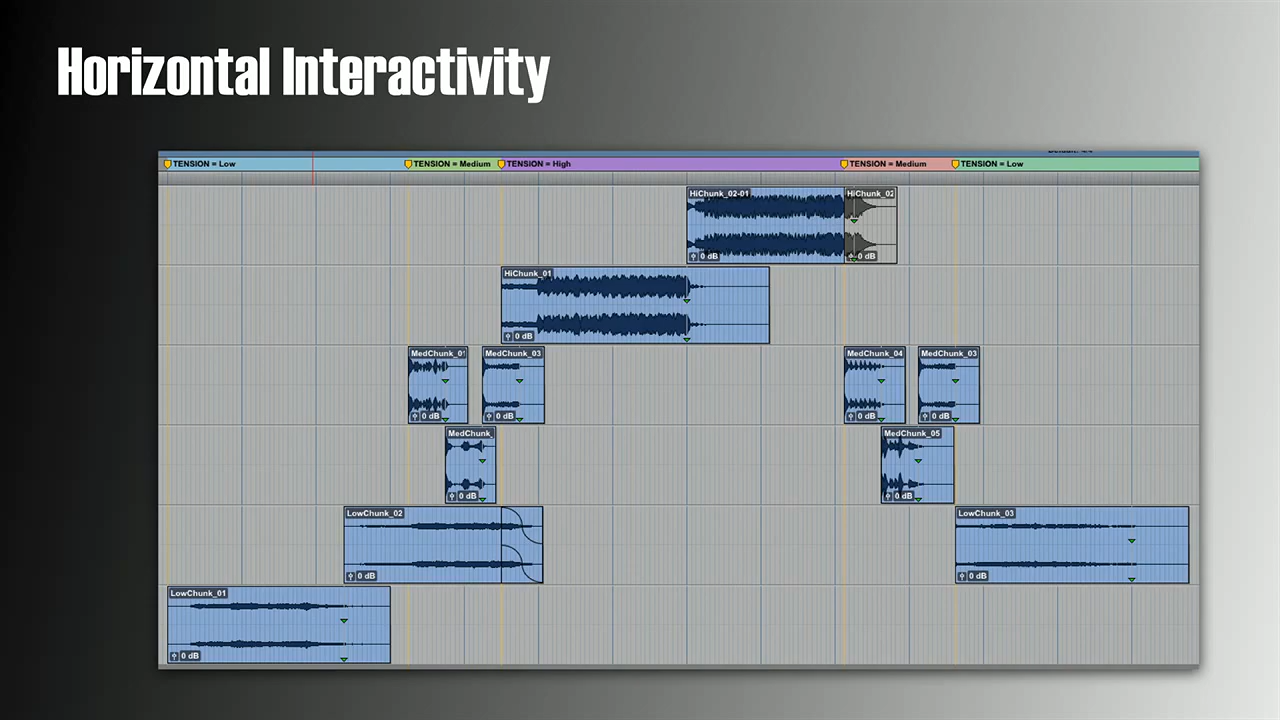 Horizontal Interactivity
TENSION = Low
TENSION = Medium
TENSION = High
TENSION = Medium
TENSION = Low
HiChunk_02-01
HiChunk_02
0 dB
0 dB
HiChunk_01
0 dB
MedChunk_01
MedChunk_03
MedChunk_04
MedChunk_03
0 dB
0 dB
0 dB
0 dB
MedChunk_
MedChunk_05
0 dB
0 dB
LowChunk_02
LowChunk_03
0 dB
0 dB
LowChunk_01
0 dB